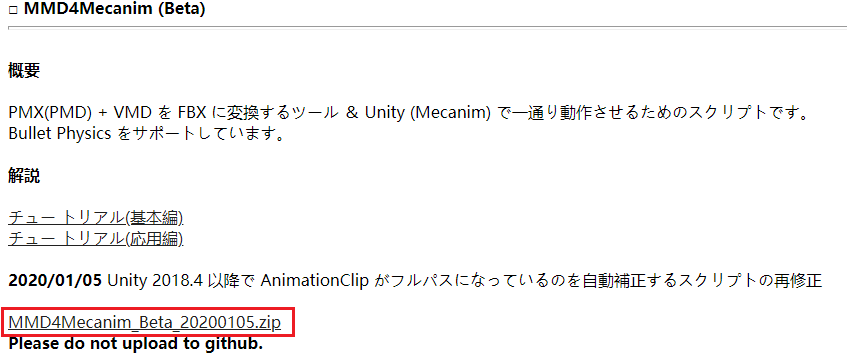 □ MMD4Mecanim (Beta)
概要
PMX(PMD) + VMD を FBX に変換するツール & Unity (Mecanim) で一通り動作させるためのスクリプトです。
Bullet Physics をサポートしています。
解説
チュートリアル(基本編)
チュートリアル(応用編)
2020/01/05 Unity 2018.4 以降で AnimationClip がフルパスになっているのを自動補正するスクリプトの再修正
MMD4Mecanim_Beta_20200105.zip
Please do not upload to github.